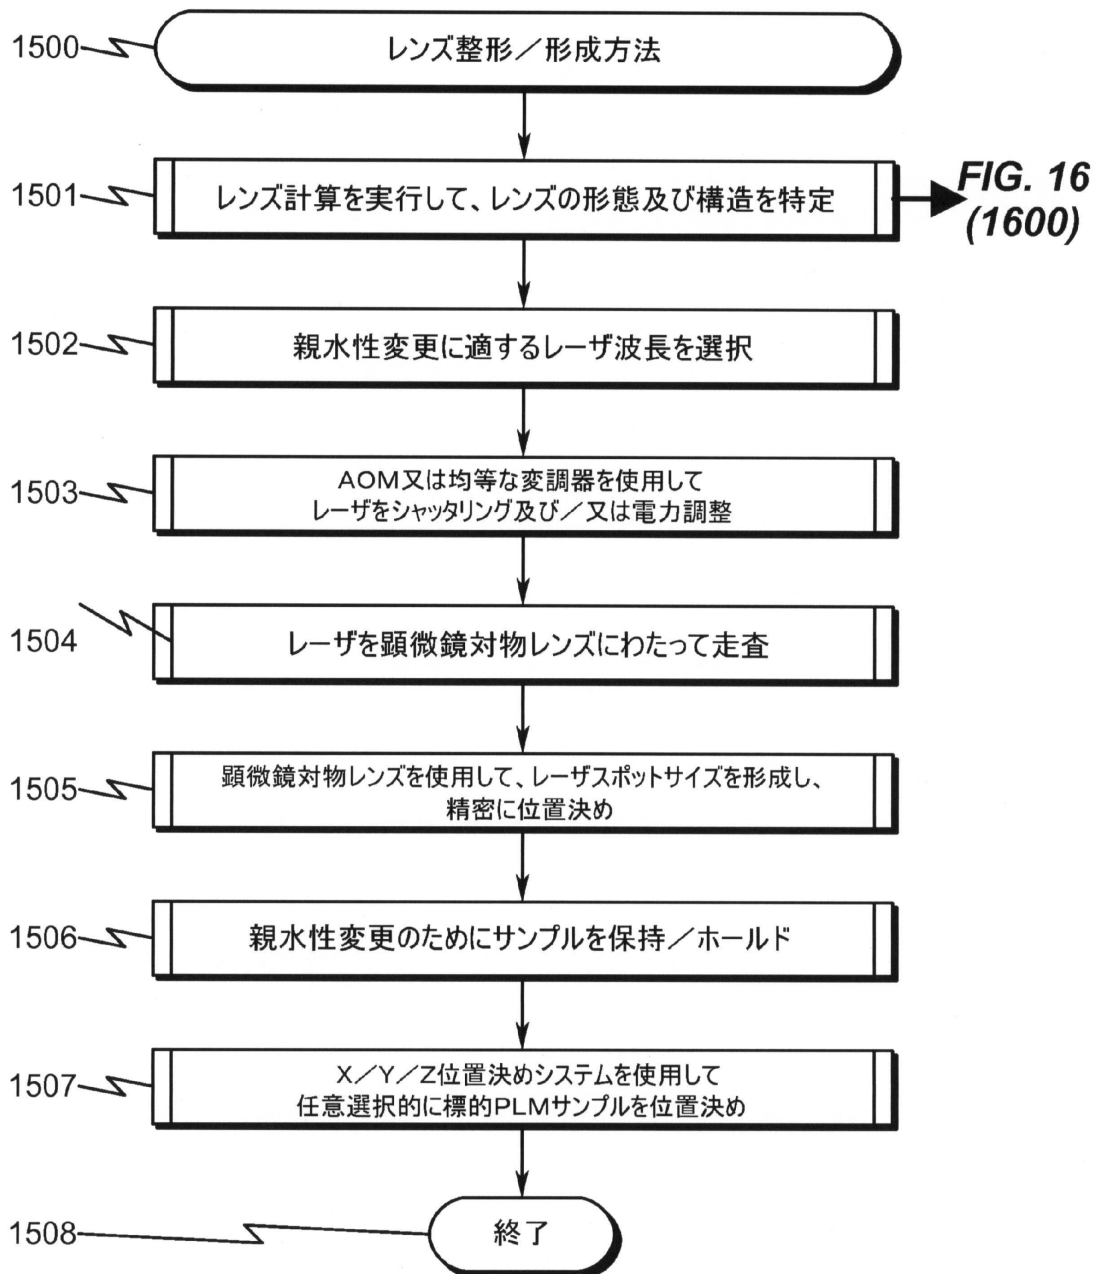 1500
レンズ整形／形成方法
1501
レンズ計算を実行して、レンズの形態及び構造を特定
FIG. 16
(1600)
1502
親水性変更に適するレーザ波長を選択
1503
AOM又は均等な変調器を使用して
レーザをシャッタリング及び／又は電力調整
1504
レーザを顕微鏡対物レンズにわたって走査
1505
顕微鏡対物レンズを使用して、レーザスポットサイズを形成し、
精密に位置決め
1506
親水性変更のためにサンプルを保持／ホールド
1507
X／Y／Z位置決めシステムを使用して
任意選択的に標的PLMサンプルを位置決め
1508
終了